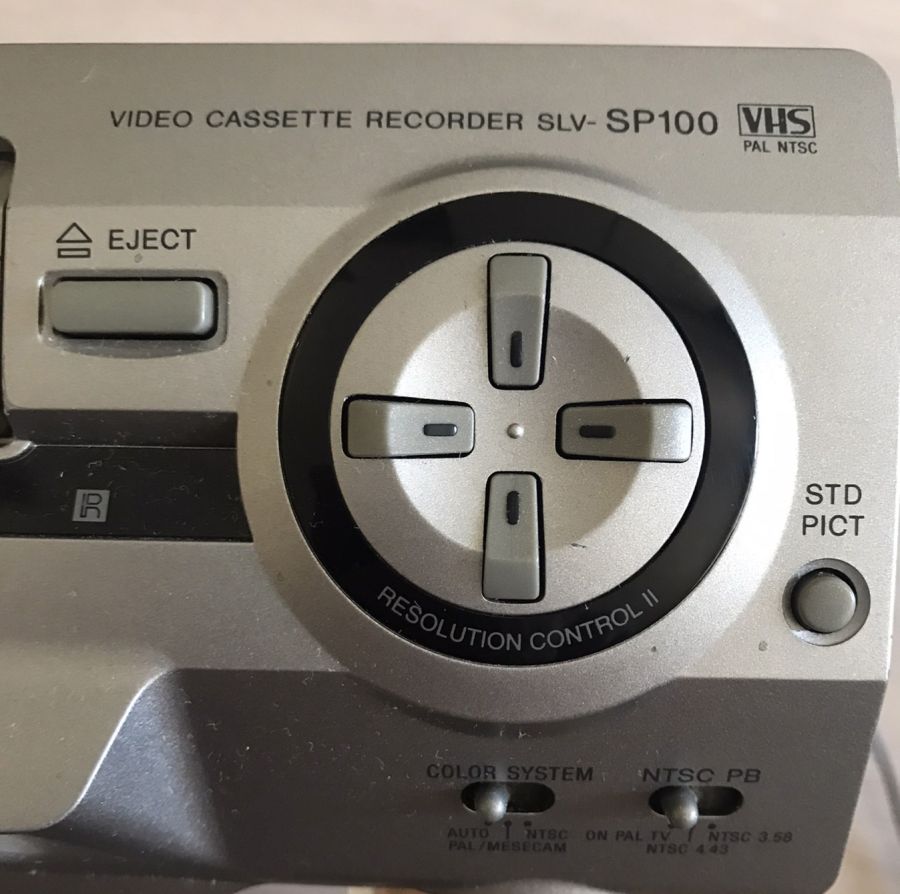 VIDEO CASSETTE RECORDER SLV-SP100 VHS
PAL NTSC
EJECT
R
STD
PICT
RESOLUTION CONTROL II
COLOR SYSTEM
AUTO NTSC
PAL/MESECAM
NTSC PB
ON PAL TV NTSC 3.58
NTSC 4.43